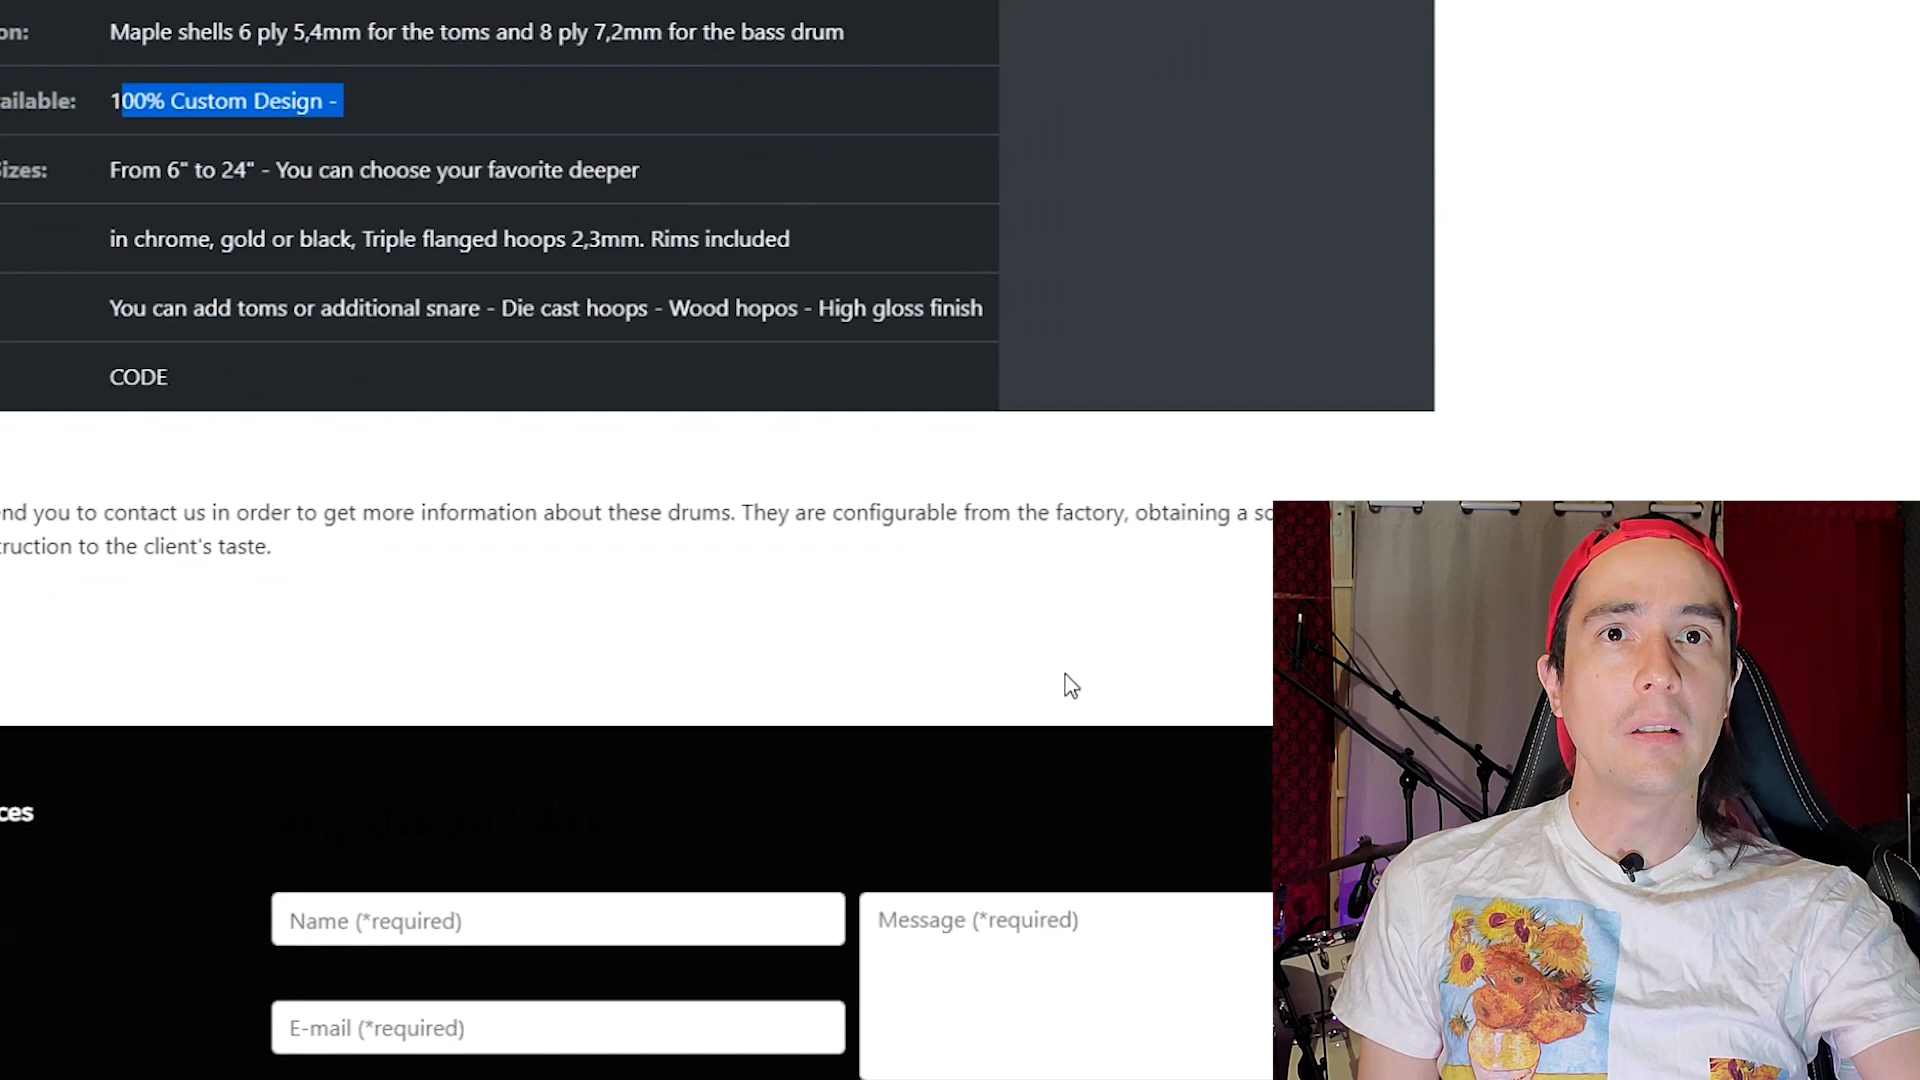 on: Maple shells 6 ply 5,4mm for the toms and 8 ply 7,2mm for the bass drum
ailable: 100% Custom Design -
izes: From 6" to 24" - You can choose your favorite deeper
in chrome, gold or black, Triple flanged hoops 2,3mm. Rims included
You can add toms or additional snare - Die cast hoops - Wood hopos - High gloss finish
CODE
nd you to contact us in order to get more information about these drums. They are configurable from the factory, obtaining a so
truction to the client's taste.
ces
Name (*required)
Message (*required)
E-mail (*required)